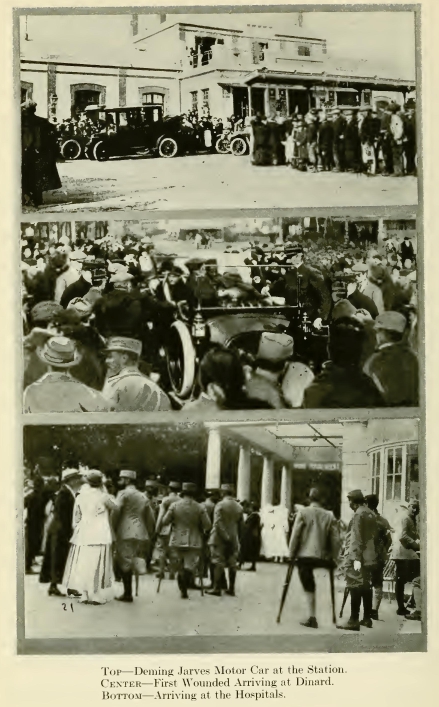 21
Top—Deming Jarves Motor Car at the Station.
Center—First Wounded Arriving at Dinard.
Bottom—Arriving at the Hospitals.